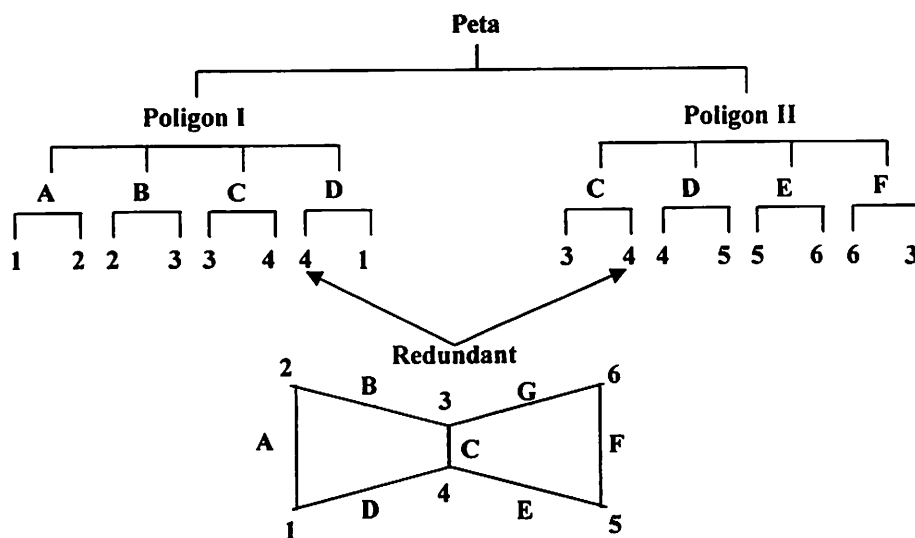 Peta
Poligon I Poligon II
A B C D C D E F
1 2 2 3 3 4 4 1 3 4 4 5 5 6 6 3
Redundant
2 B 3 G 6
A C F
1 D 4 E 5